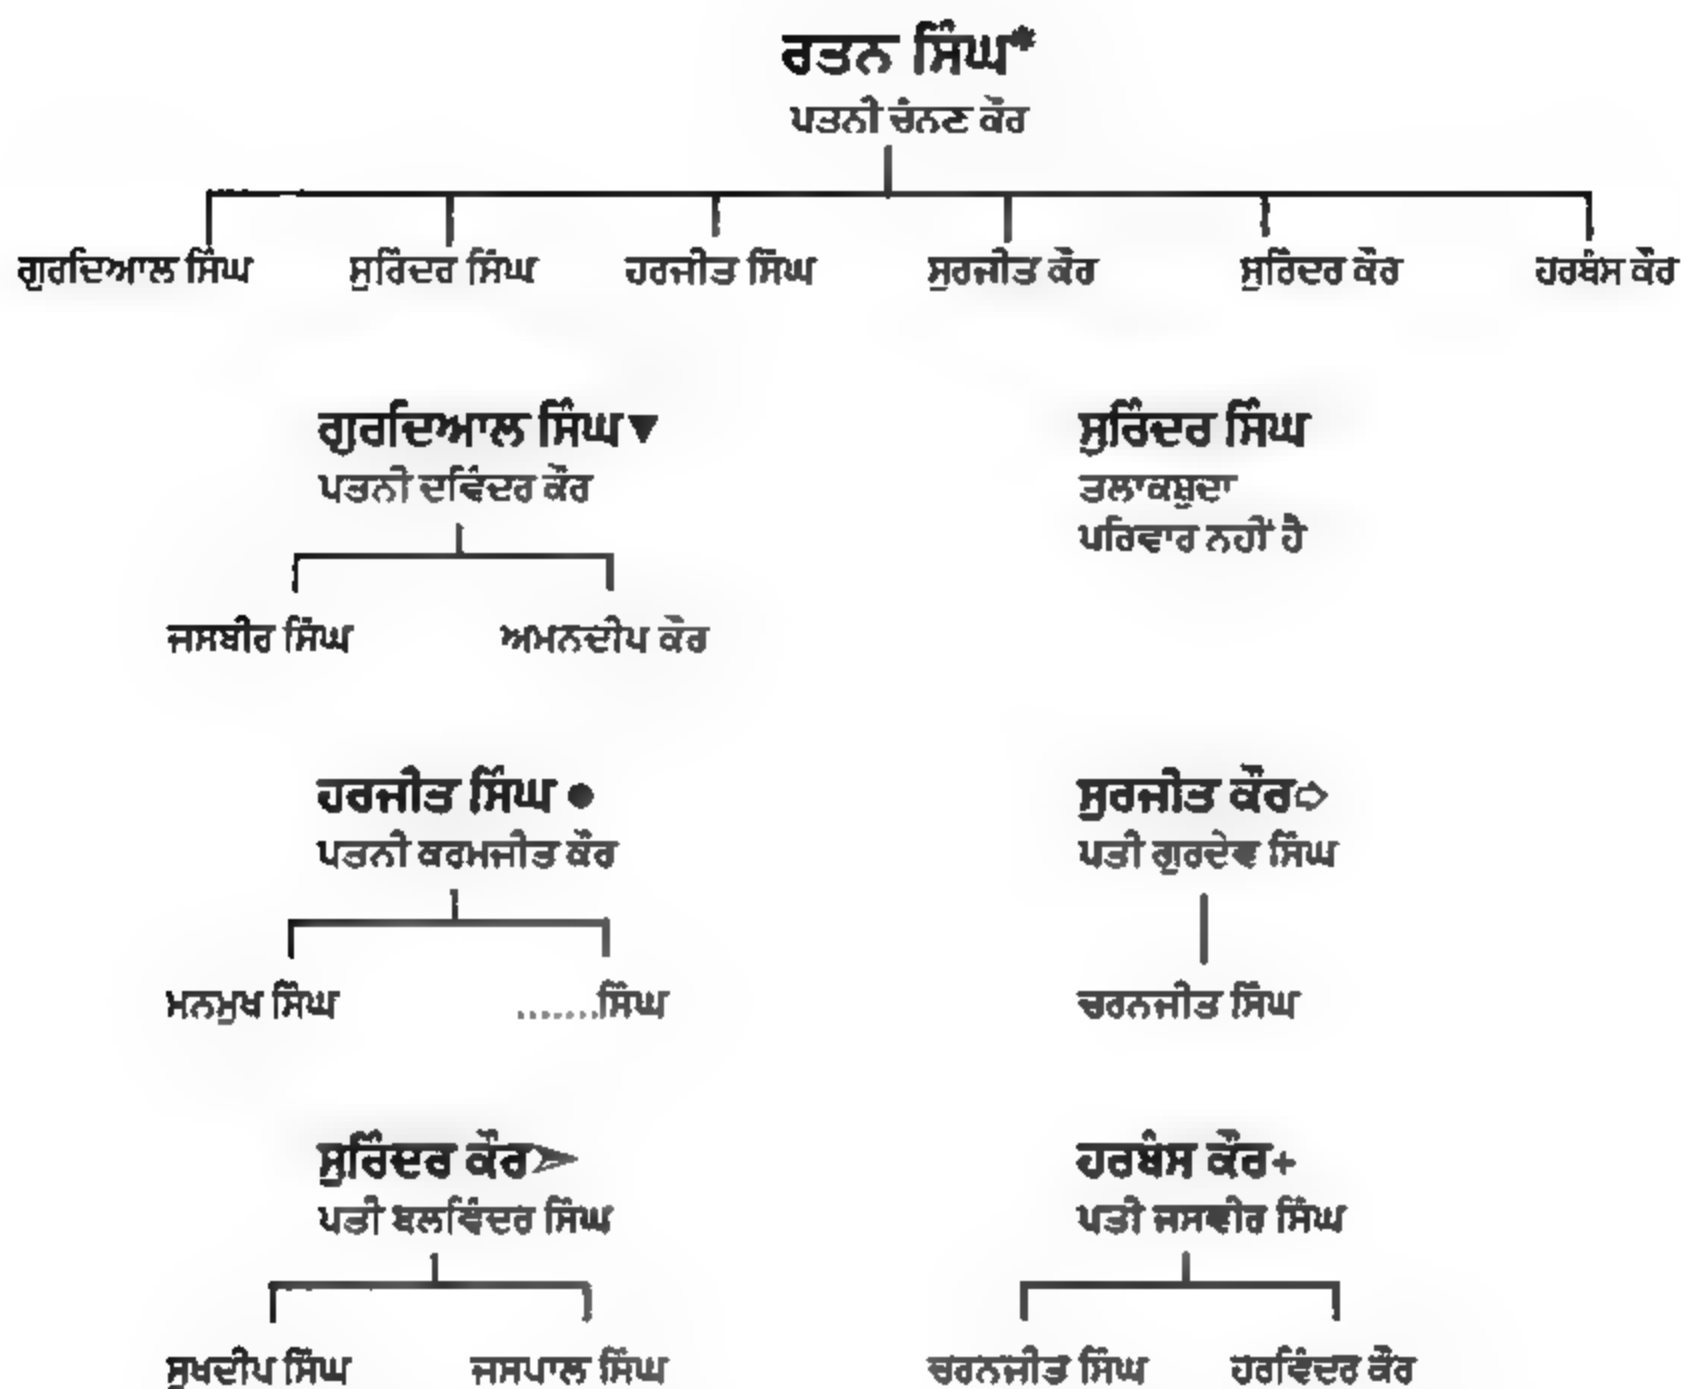 ਰਤਨ ਸਿੰਘ*
ਪਤਨੀ ਚੰਨਣ ਕੌਰ
ਗੁਰਦਿਆਲ ਸਿੰਘ ਸੁਰਿੰਦਰ ਸਿੰਘ ਹਰਜੀਤ ਸਿੰਘ ਸੁਰਜੀਤ ਕੌਰ ਸੁਰਿੰਦਰ ਕੌਰ ਹਰਬੰਸ ਕੌਰ
ਗੁਰਦਿਆਲ ਸਿੰਘ▼
ਪਤਨੀ ਦਵਿੰਦਰ ਕੌਰ
ਜਸਬੀਰ ਸਿੰਘ ਅਮਨਦੀਪ ਕੌਰ
ਸੁਰਿੰਦਰ ਸਿੰਘ
ਤਲਾਕਸ਼ੁਦਾ
ਪਰਿਵਾਰ ਨਹੀਂ ਹੈ
ਹਰਜੀਤ ਸਿੰਘ ●
ਪਤਨੀ ਕਰਮਜੀਤ ਕੌਰ
ਮਨਮੁਖ ਸਿੰਘ .......ਸਿੰਘ
ਸੁਰਜੀਤ ਕੌਰ➪
ਪਤੀ ਗੁਰਦੇਵ ਸਿੰਘ
ਚਰਨਜੀਤ ਸਿੰਘ
ਸੁਰਿੰਦਰ ਕੌਰ➢
ਪਤੀ ਬਲਵਿੰਦਰ ਸਿੰਘ
ਸੁਖਦੀਪ ਸਿੰਘ ਜਸਪਾਲ ਸਿੰਘ
ਹਰਬੰਸ ਕੌਰ+
ਪਤੀ ਜਸਵੀਰ ਸਿੰਘ
ਚਰਨਜੀਤ ਸਿੰਘ ਹਰਵਿੰਦਰ ਕੌਰ